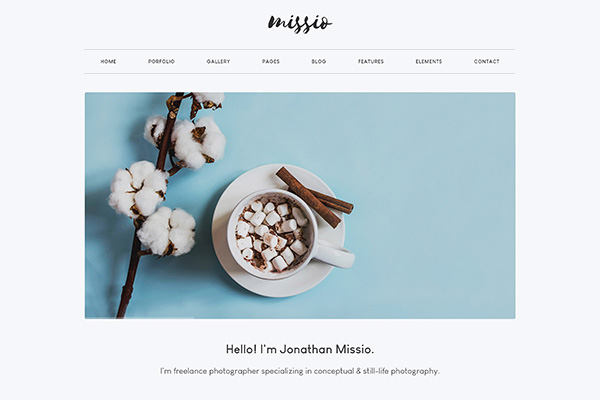 missio
HOME PORFOLIO GALLERY PAGES BLOG FEATURES ELEMENTS CONTACT
Hello! I'm Jonathan Missio.
I'm freelance photographer specializing in conceptual & still-life photography.